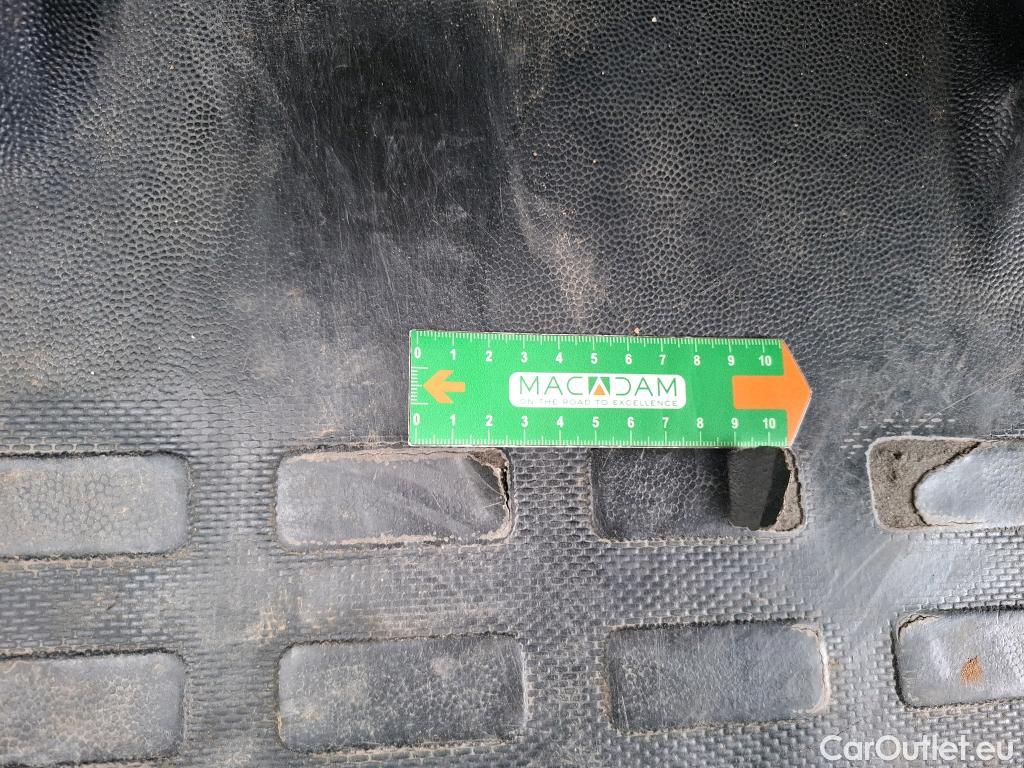 0 1 2 3 4 5 6 7 8 9 10
MACADAM
ON THE ROAD TO EXCELLENCE
0 1 2 3 4 5 6 7 8 9 10
CarOutlet.eu